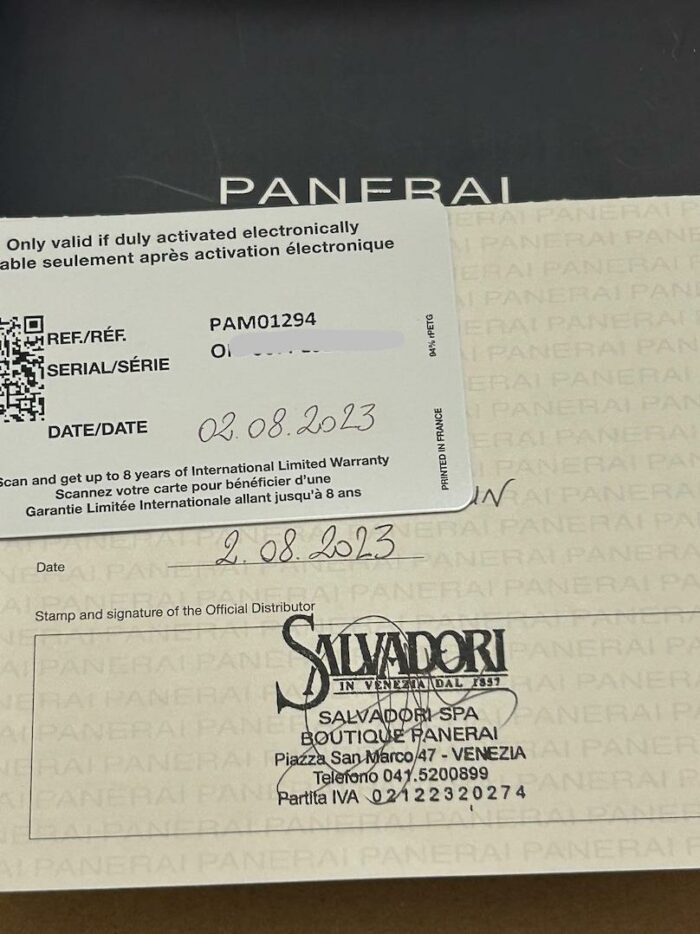 PANERAI
Only valid if duly activated electronically
able seulement après activation électronique
REF./RÉF. PAM01294
SERIAL/SÉRIE
DATE/DATE 02.08.2023
94% rPETG
PRINTED IN FRANCE
Scan and get up to 8 years of International Limited Warranty
Scannez votre carte pour bénéficier d'une
Garantie Limitée Internationale allant jusqu'à 8 ans
Date 2.08.2023
Stamp and signature of the Official Distributor
SALVADORI
IN VENEZIA DAL 1857
SALVADORI SPA
BOUTIQUE PANERAI
Piazza San Marco 47 - VENEZIA
Telefono 041.5200899
Partita IVA 02122320274